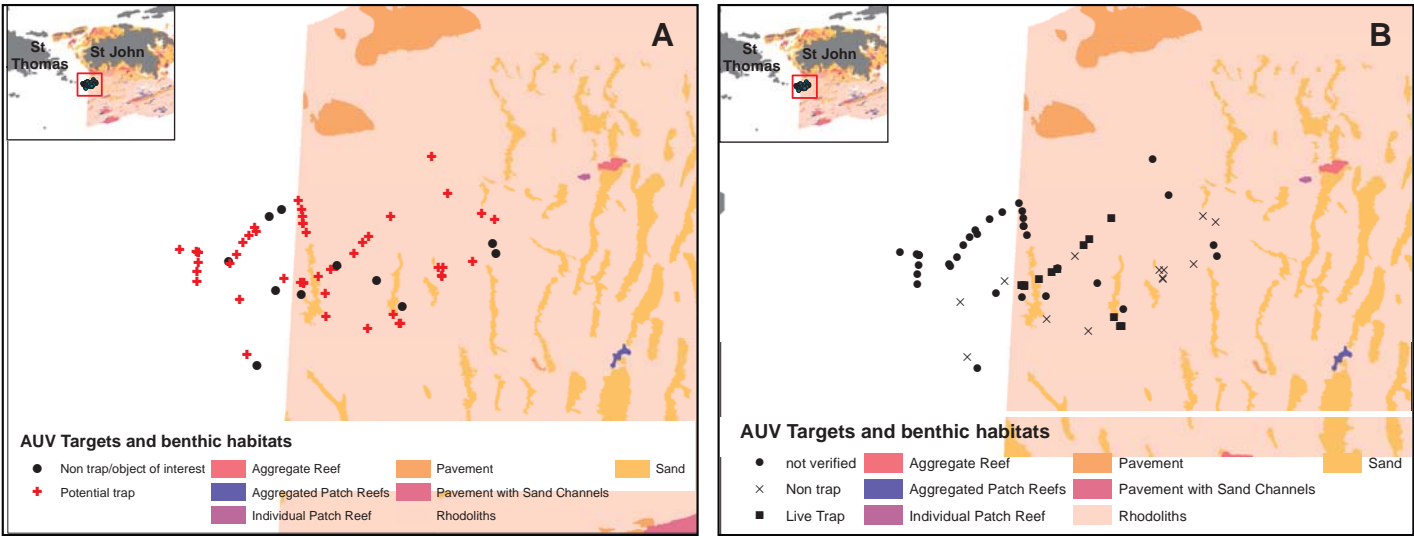 A
St
Thomas
St John
AUV Targets and benthic habitats
Non trap/object of interest
Potential trap
Aggregate Reef
Aggregated Patch Reefs
Individual Patch Reef
Pavement
Pavement with Sand Channels
Rhodoliths
Sand
B
St
Thomas
St John
AUV Targets and benthic habitats
not verified
Non trap
Live Trap
Aggregate Reef
Aggregated Patch Reefs
Individual Patch Reef
Pavement
Pavement with Sand Channels
Rhodoliths
Sand